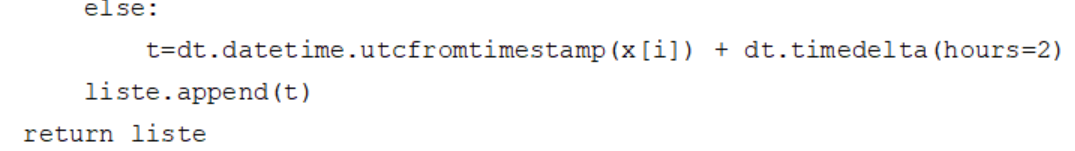 else:
t=dt.datetime.utcfromtimestamp(x[i]) + dt.timedelta(hours=2)
liste.append(t)
return liste